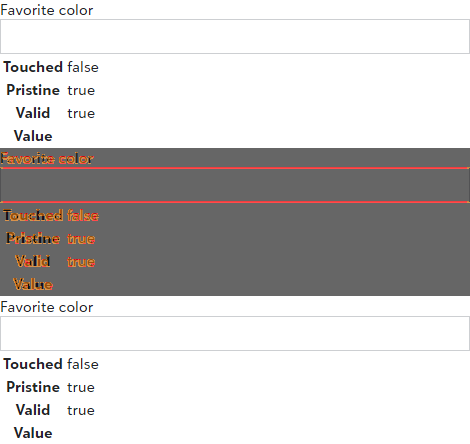 Favorite color
Touched false
Pristine true
Valid true
Value
Favorite color
Touched false
Pristine true
Valid true
Value
Favorite color
Touched false
Pristine true
Valid true
Value